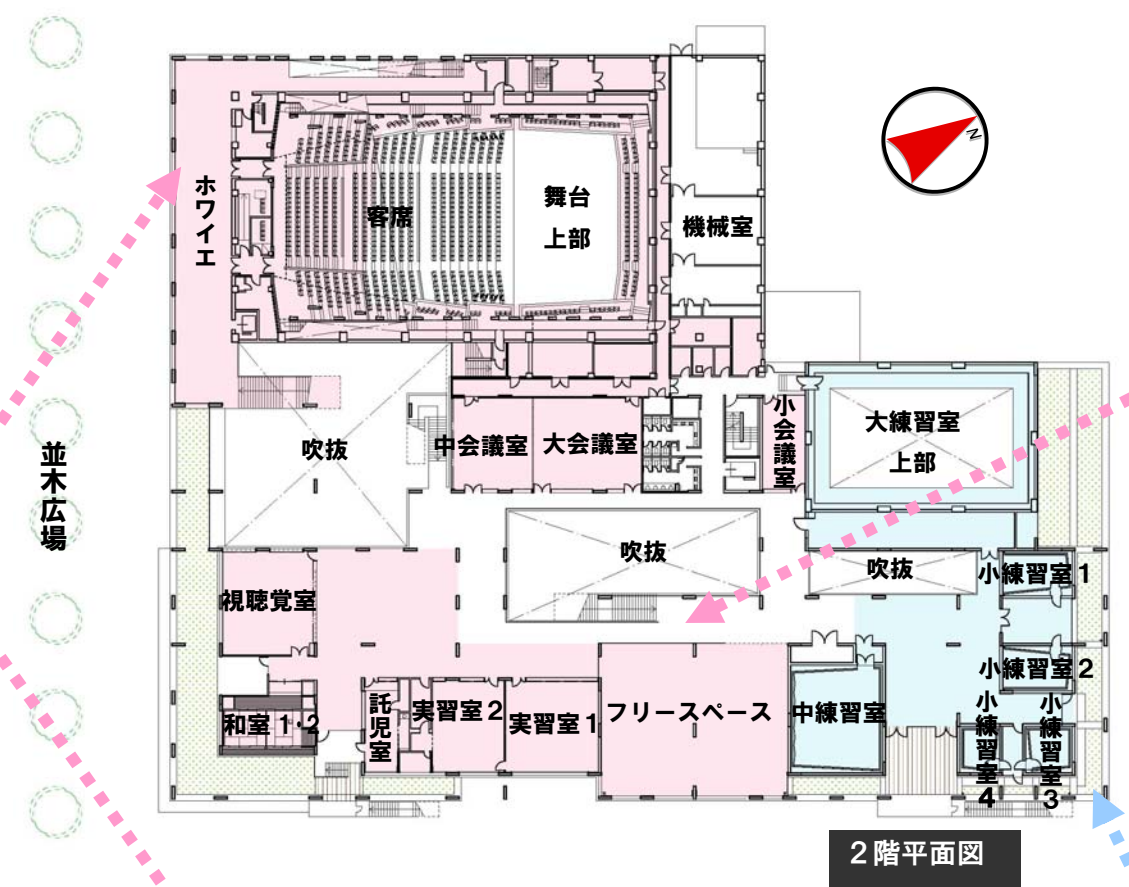 N
ホワイエ
客席
舞台
上部
機械室
並木広場
吹抜
中会議室
大会議室
小会議室
大練習室
上部
吹抜
吹抜
視聴覚室
小練習室1
小練習室2
和室1・2
託児室
実習室2
実習室1
フリースペース
中練習室
小練習室4
小練習室3
2階平面図